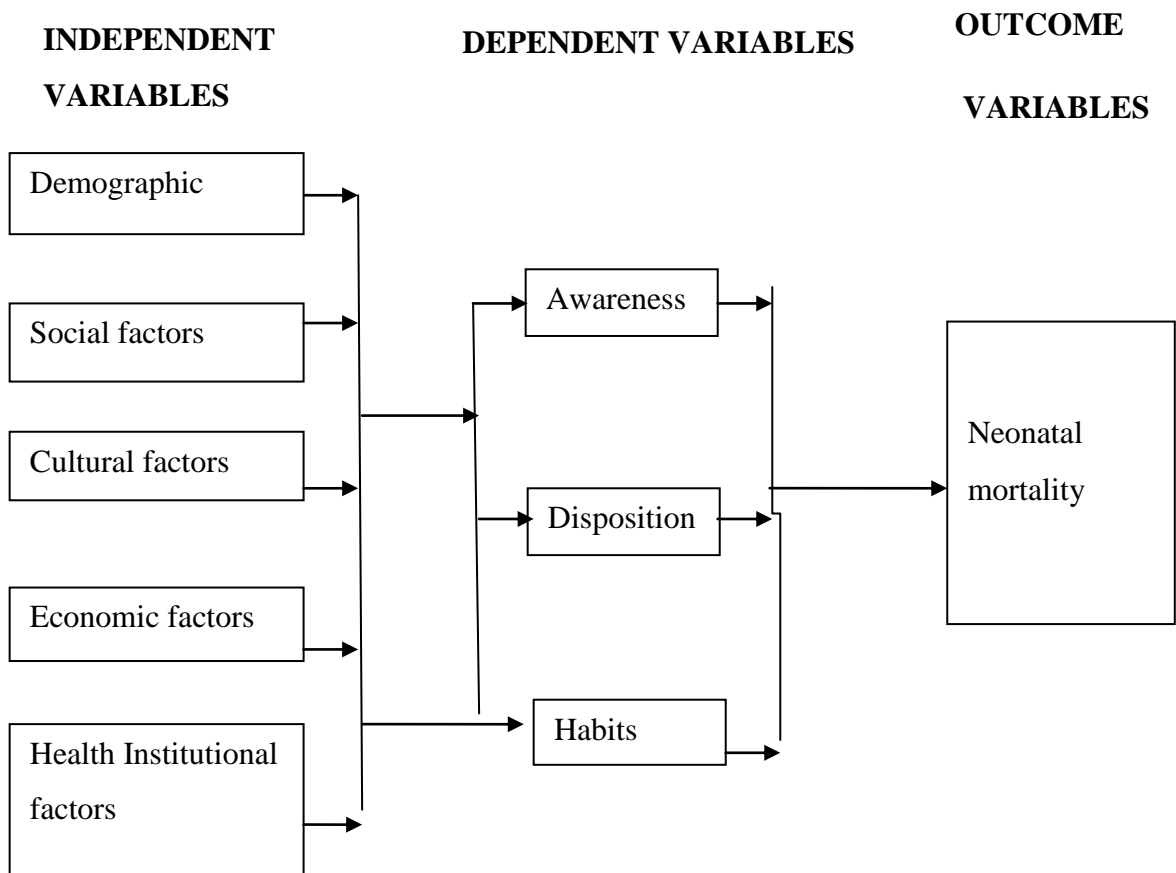 INDEPENDENT
VARIABLES
DEPENDENT VARIABLES
OUTCOME
VARIABLES
Demographic
Social factors
Cultural factors
Economic factors
Health Institutional
factors
Awareness
Disposition
Habits
Neonatal
mortality